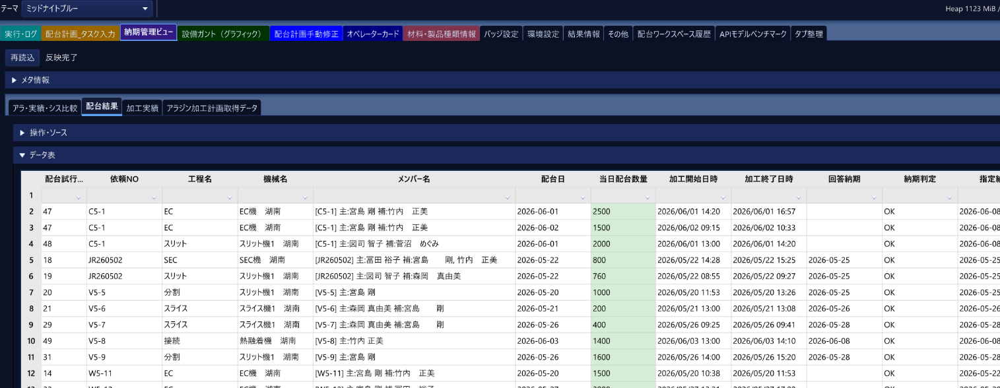 テーマ ミッドナイトブルー Heap 1123 MiB /
実行・ログ 配台計画_タスク入力 納期管理ビュー 設備ガント（グラフィック） 配台計画手動修正 オペレーターカード 材料・製品種類情報 バッジ設定 環境設定 結果情報 その他 配台ワークスペース履歴 APIモデルベンチマーク タブ整理
再読込 反映完了
▶ メタ情報
アラ・実績・シス比較 配台結果 加工実績 アラジン加工計画取得データ
▶ 操作・ソース
▼ データ表
配台試行... 依頼NO 工程名 機械名 メンバー名 配台日 当日配台数量 加工開始日時 加工終了日時 回答納期 納期判定 指定納
1
2 47 C5-1 EC EC機　湖南 [C5-1] 主:宮島 剛 補:竹内　正美 2026-06-01 2500 2026/06/01 14:20 2026/06/01 16:57 OK 2026-06-08
3 47 C5-1 EC EC機　湖南 [C5-1] 主:宮島 剛 補:竹内　正美 2026-06-02 1500 2026/06/02 09:15 2026/06/02 10:33 OK 2026-06-08
4 48 C5-1 スリット スリット機1　湖南 [C5-1] 主:図司 智子 補:菅沼　めぐみ 2026-06-01 2000 2026/06/01 13:00 2026/06/01 14:20 OK 2026-06-08
5 18 JR260502 SEC SEC機　湖南 [JR260502] 主:冨田 裕子 補:宮島　　剛, 竹内　正美 2026-05-22 800 2026/05/22 14:28 2026/05/22 15:25 2026-05-25 OK 2026-05-25
6 19 JR260502 スリット スリット機1　湖南 [JR260502] 主:図司 智子 補:森岡　真由美 2026-05-22 760 2026/05/22 08:55 2026/05/22 09:27 2026-05-25 OK 2026-05-25
7 20 V5-5 分割 スリット機1　湖南 [V5-5] 主:宮島 剛 2026-05-20 1000 2026/05/20 11:53 2026/05/20 13:26 2026-05-25 OK 2026-05-25
8 21 V5-6 スライス スライス機1　湖南 [V5-6] 主:森岡 真由美 補:宮島　　剛 2026-05-21 200 2026/05/21 13:00 2026/05/21 13:08 2026-05-26 OK 2026-05-26
9 29 V5-7 スライス スライス機1　湖南 [V5-7] 主:森岡 真由美 補:宮島　　剛 2026-05-26 400 2026/05/26 09:25 2026/05/26 09:41 2026-05-28 OK 2026-05-28
10 49 V5-8 接続 熱融着機　湖南 [V5-8] 主:竹内 正美 2026-06-03 1400 2026/06/03 13:00 2026/06/03 14:10 2026-06-08 OK 2026-06-08
11 31 V5-9 分割 スリット機1　湖南 [V5-9] 主:宮島 剛 2026-05-26 1600 2026/05/26 14:00 2026/05/26 15:20 2026-05-28 OK 2026-05-28
12 14 W5-11 EC EC機　湖南 [W5-11] 主:宮島 剛 補:竹内　正美 2026-05-20 1500 2026/05/20 10:38 2026/05/20 11:53 OK 2026-05-22